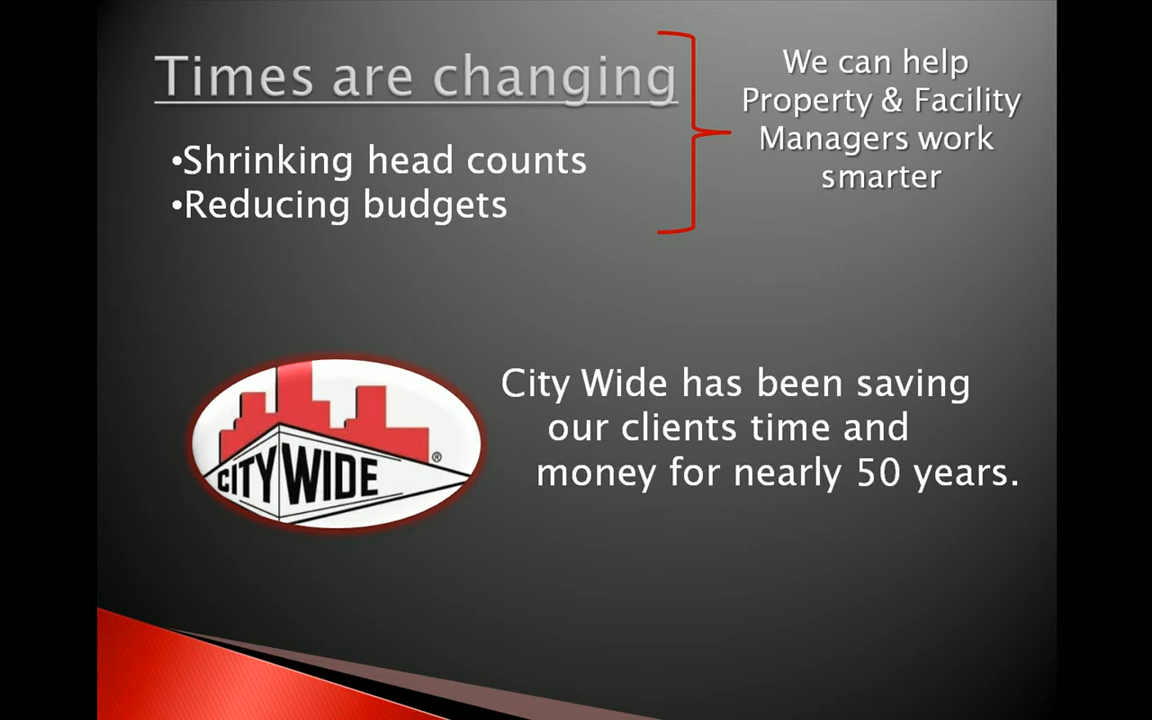 Times are changing
•Shrinking head counts
•Reducing budgets
We can help
Property & Facility
Managers work
smarter
CITYWIDE ®
City Wide has been saving
our clients time and
money for nearly 50 years.